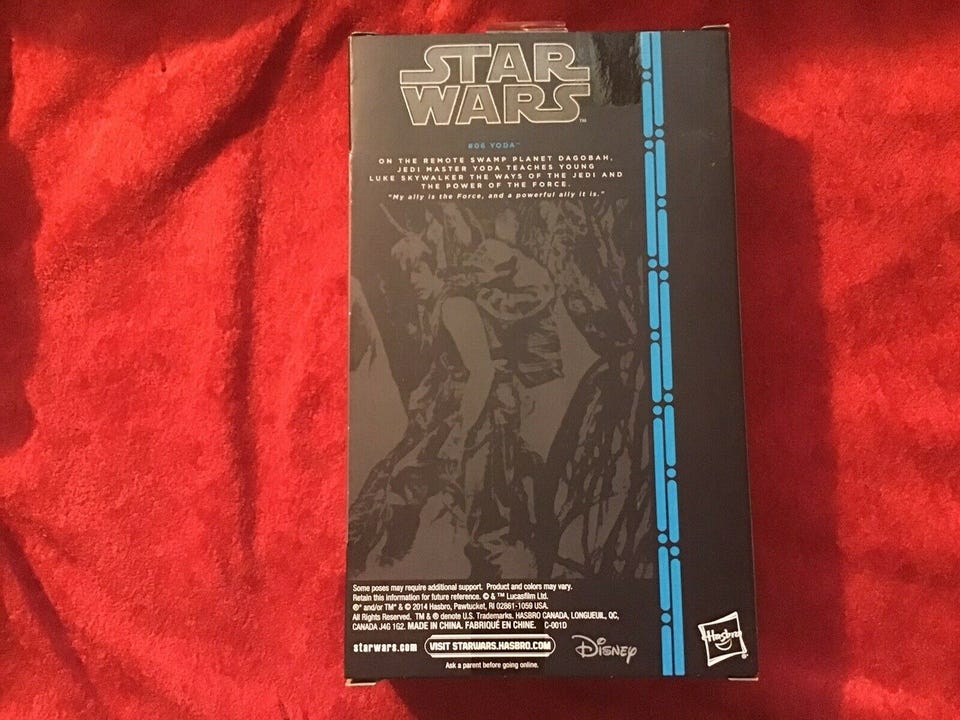 STAR
WARS™
#06 YODA™
ON THE REMOTE SWAMP PLANET DAGOBAH,
JEDI MASTER YODA TEACHES YOUNG
LUKE SKYWALKER THE WAYS OF THE JEDI AND
THE POWER OF THE FORCE.
"My ally is the Force, and a powerful ally it is."
Some poses may require additional support. Product and colors may vary.
Retain this information for future reference. © & ™ Lucasfilm Ltd.
®* and/or TM* & © 2014 Hasbro, Pawtucket, RI 02861-1059 USA.
All Rights Reserved. TM & ® denote U.S. Trademarks. HASBRO CANADA, LONGUEUIL, QC,
CANADA J4G 1G2. MADE IN CHINA. FABRIQUÉ EN CHINE. C-001D
starwars.com VISIT STARWARS.HASBRO.COM Disney
Ask a parent before going online.
Hasbro